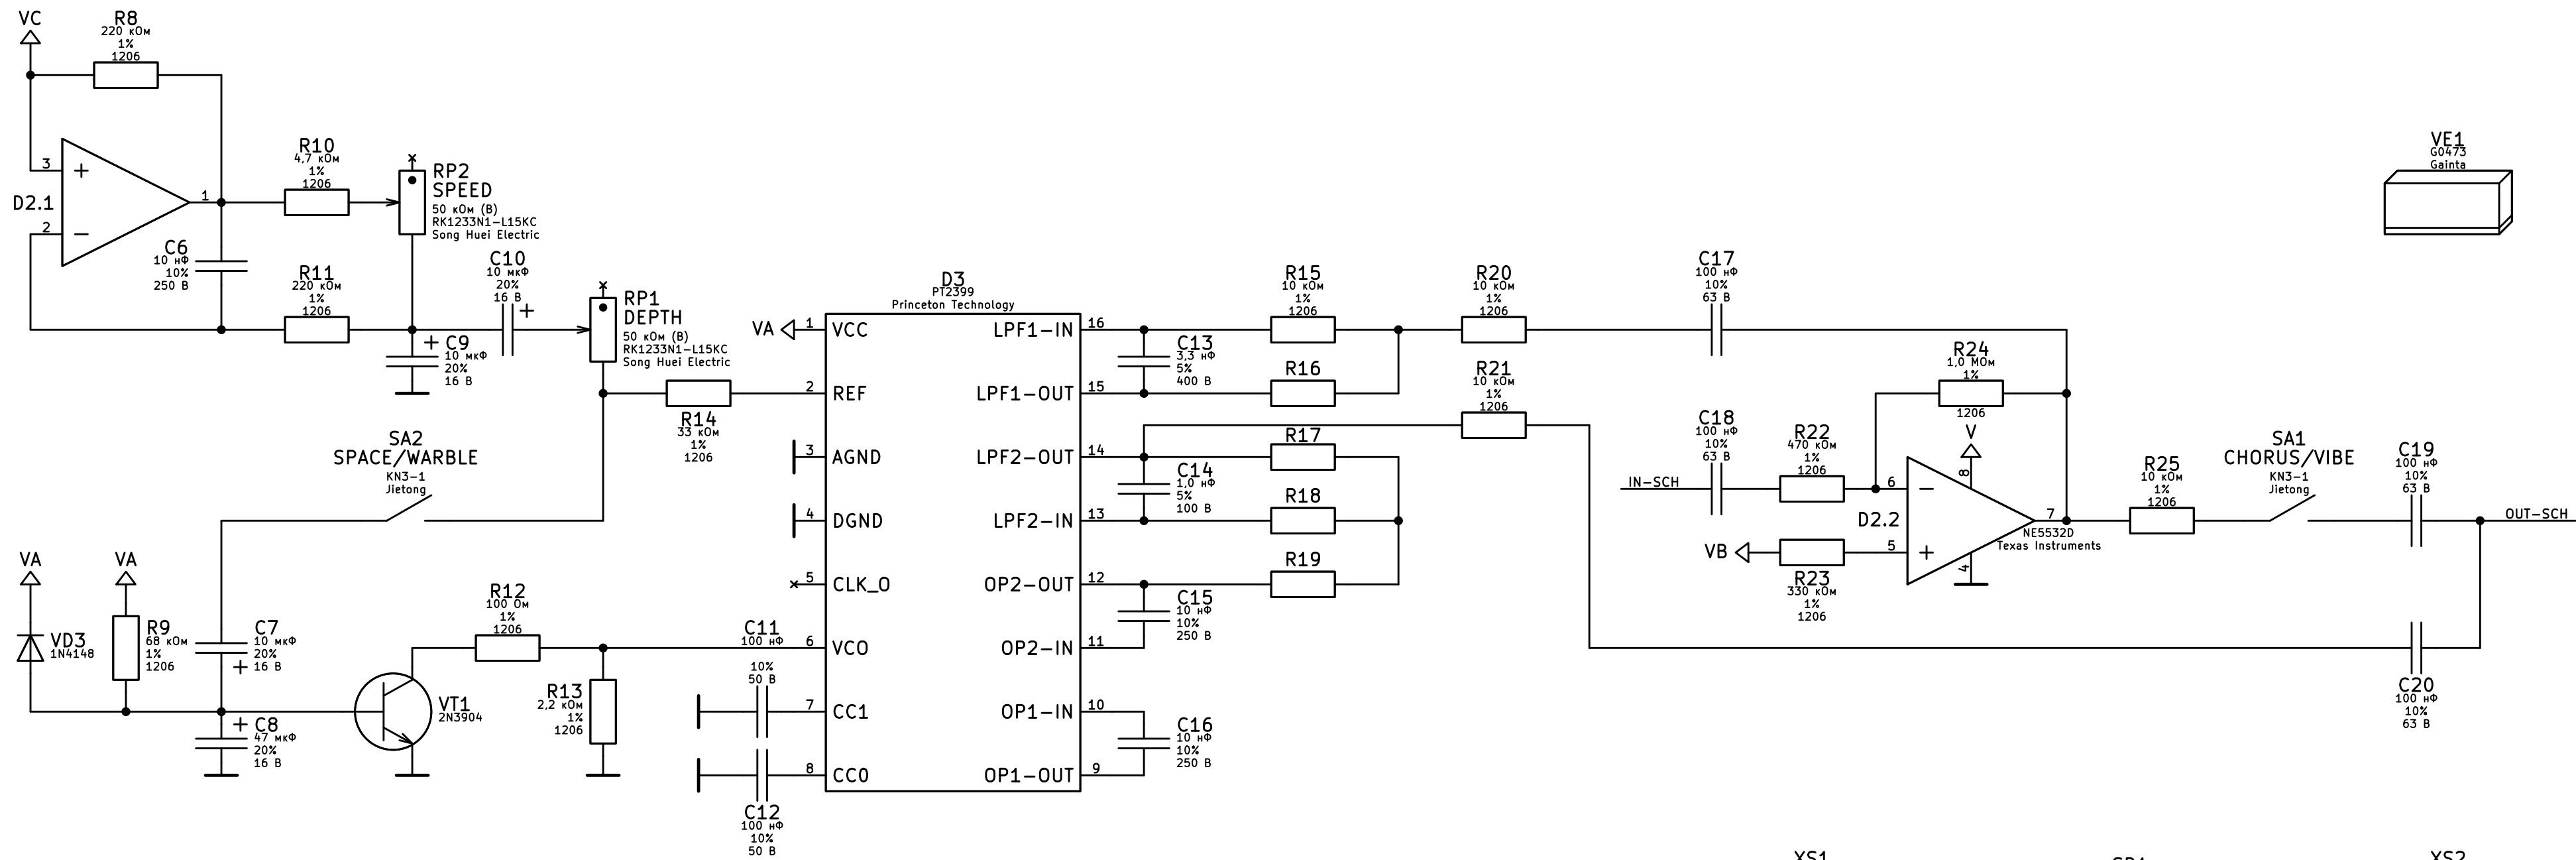 VC
R8
220 кОм
1%
1206
3
2
1
D2.1
C6
10 нФ
10%
250 В
R10
4,7 кОм
1%
1206
R11
220 кОм
1%
1206
RP2
SPEED
50 кОм (B)
RK1233N1-L15KC
Song Huei Electric
C9
10 мкФ
20%
16 В
C10
10 мкФ
20%
16 В
RP1
DEPTH
50 кОм (B)
RK1233N1-L15KC
Song Huei Electric
R14
33 кОм
1%
1206
SA2
SPACE/WARBLE
KN3-1
Jietong
VA
VA
VD3
1N4148
R9
68 кОм
1%
1206
C7
10 мкФ
20%
16 В
C8
47 мкФ
20%
16 В
VT1
2N3904
R12
100 Ом
1%
1206
R13
2,2 кОм
1%
1206
C11
100 нФ
10%
50 В
C12
100 нФ
10%
50 В
D3
PT2399
Princeton Technology
VA
1 VCC
2 REF
3 AGND
4 DGND
5 CLK_O
6 VCO
7 CC1
8 CC0
LPF1-IN 16
LPF1-OUT 15
LPF2-OUT 14
LPF2-IN 13
OP2-OUT 12
OP2-IN 11
OP1-IN 10
OP1-OUT 9
C13
3,3 нФ
5%
400 В
C14
1,0 нФ
5%
100 В
C15
10 нФ
10%
250 В
C16
10 нФ
10%
250 В
R15
10 кОм
1%
1206
R16
R17
R18
R19
R20
10 кОм
1%
1206
R21
10 кОм
1%
1206
C17
100 нФ
10%
63 В
IN-SCH
C18
100 нФ
10%
63 В
R22
470 кОм
1%
1206
VB
R23
330 кОм
1%
1206
R24
1,0 МОм
1%
1206
V
8
6
5
4
7
D2.2
NE5532D
Texas Instruments
R25
10 кОм
1%
1206
SA1
CHORUS/VIBE
KN3-1
Jietong
C19
100 нФ
10%
63 В
OUT-SCH
C20
100 нФ
10%
63 В
VE1
G0473
Gainta
XS1
XS2